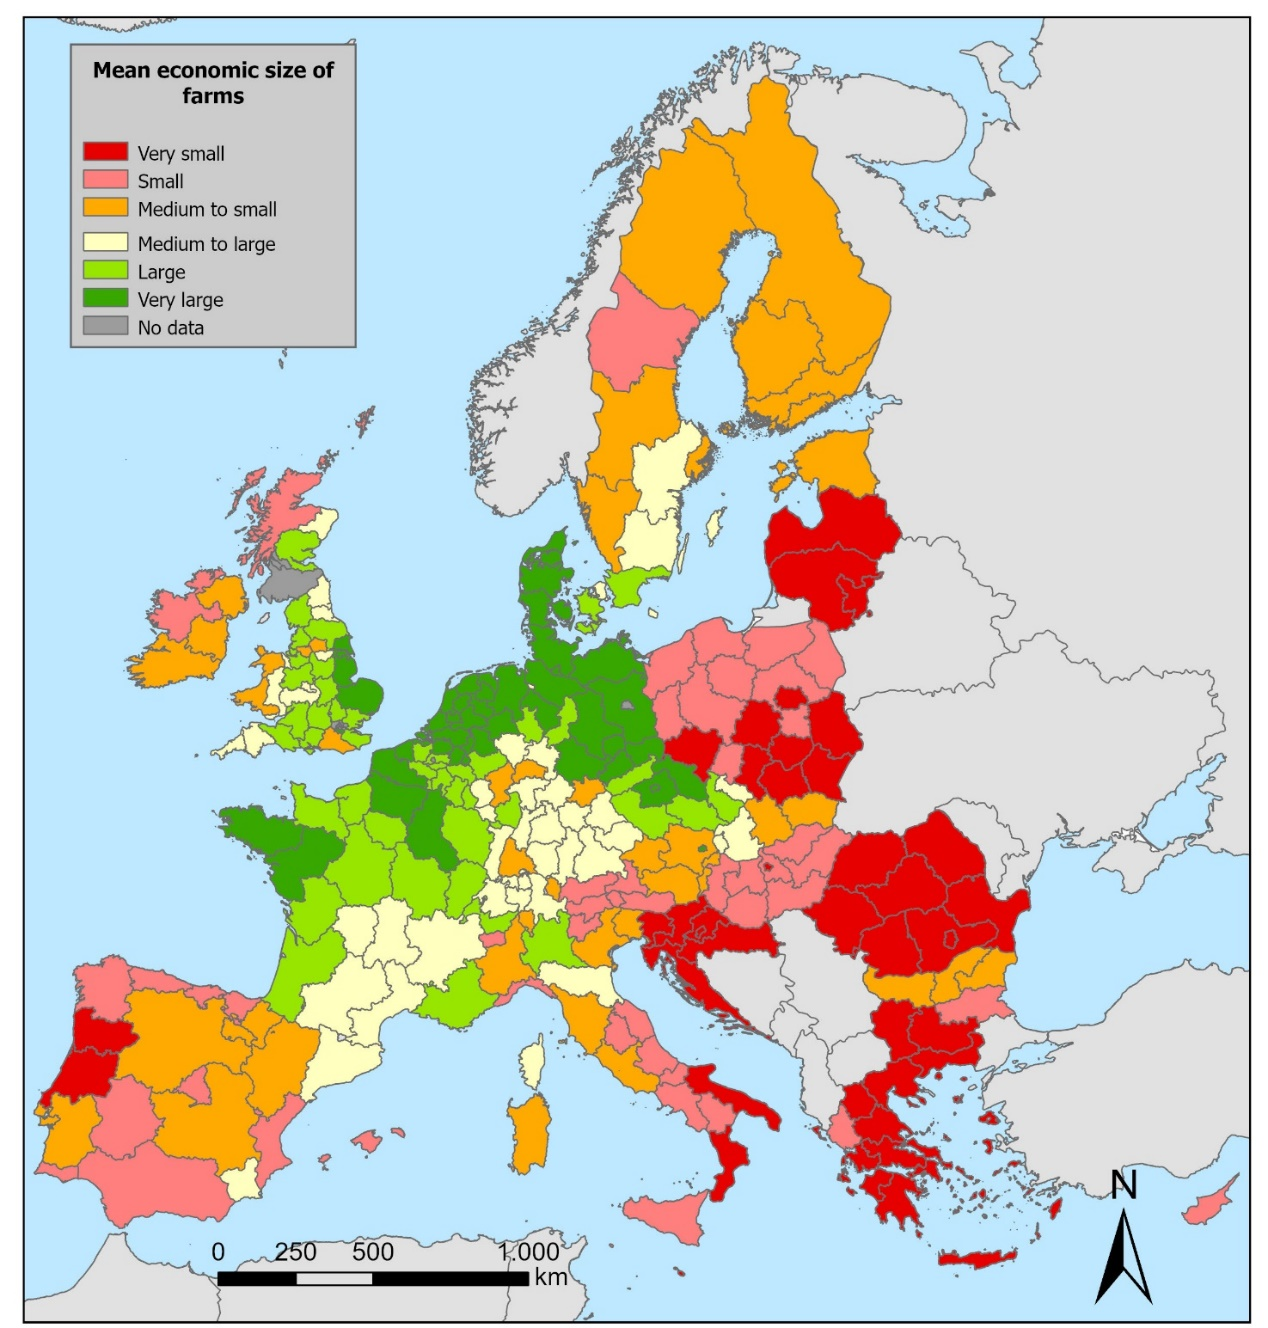 Mean economic size of
farms
Very small
Small
Medium to small
Medium to large
Large
Very large
No data
N
0 250 500 1.000
km